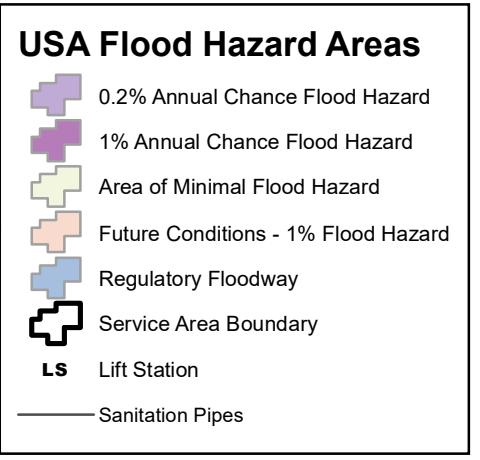 USA Flood Hazard Areas
0.2% Annual Chance Flood Hazard
1% Annual Chance Flood Hazard
Area of Minimal Flood Hazard
Future Conditions - 1% Flood Hazard
Regulatory Floodway
Service Area Boundary
LS Lift Station
Sanitation Pipes